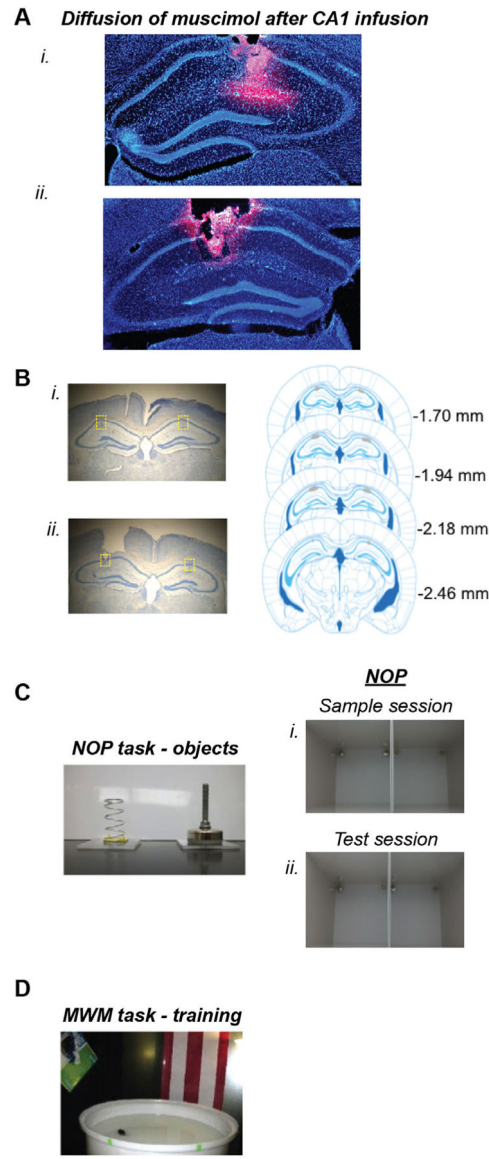 A
Diffusion of muscimol after CA1 infusion
i.
ii.
B
i.
ii.
-1.70 mm
-1.94 mm
-2.18 mm
-2.46 mm
C
NOP
Sample session
i.
NOP task - objects
Test session
ii.
D
MWM task - training